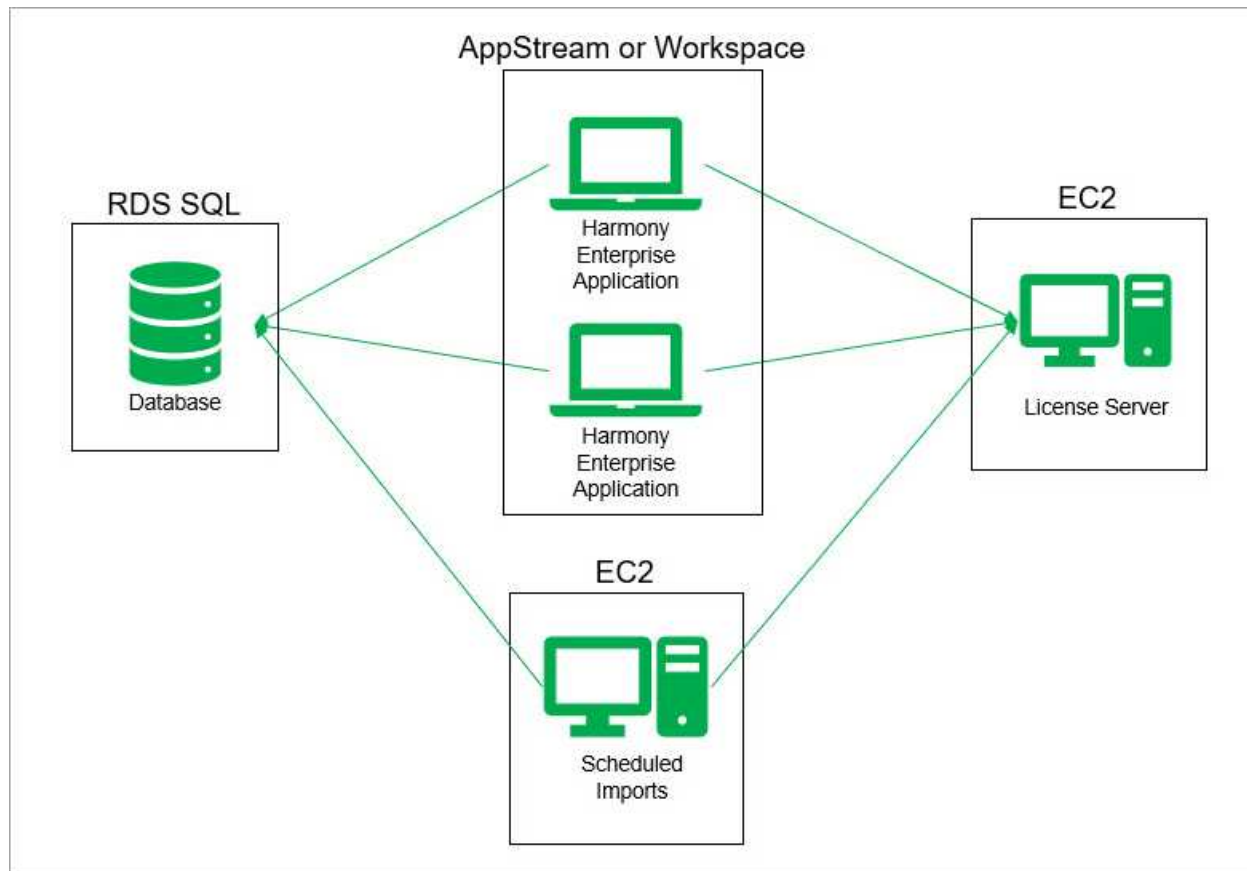 AppStream or Workspace
Harmony
Enterprise
Application
Harmony
Enterprise
Application
RDS SQL
Database
EC2
License Server
EC2
Scheduled
Imports